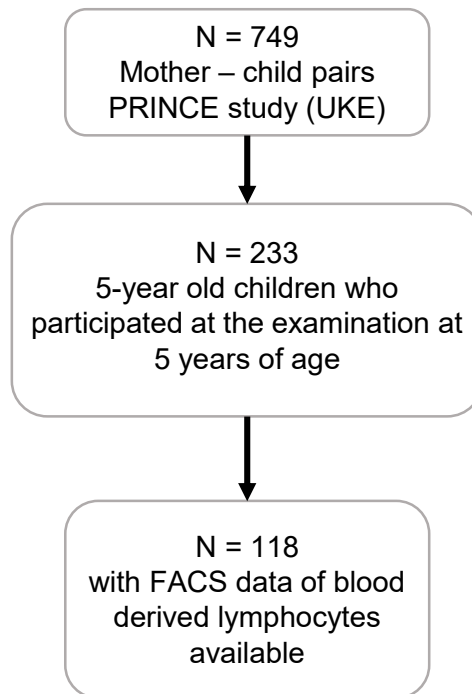 N = 749
Mother – child pairs
PRINCE study (UKE)
N = 233
5-year old children who
participated at the examination at
5 years of age
N = 118
with FACS data of blood
derived lymphocytes
available